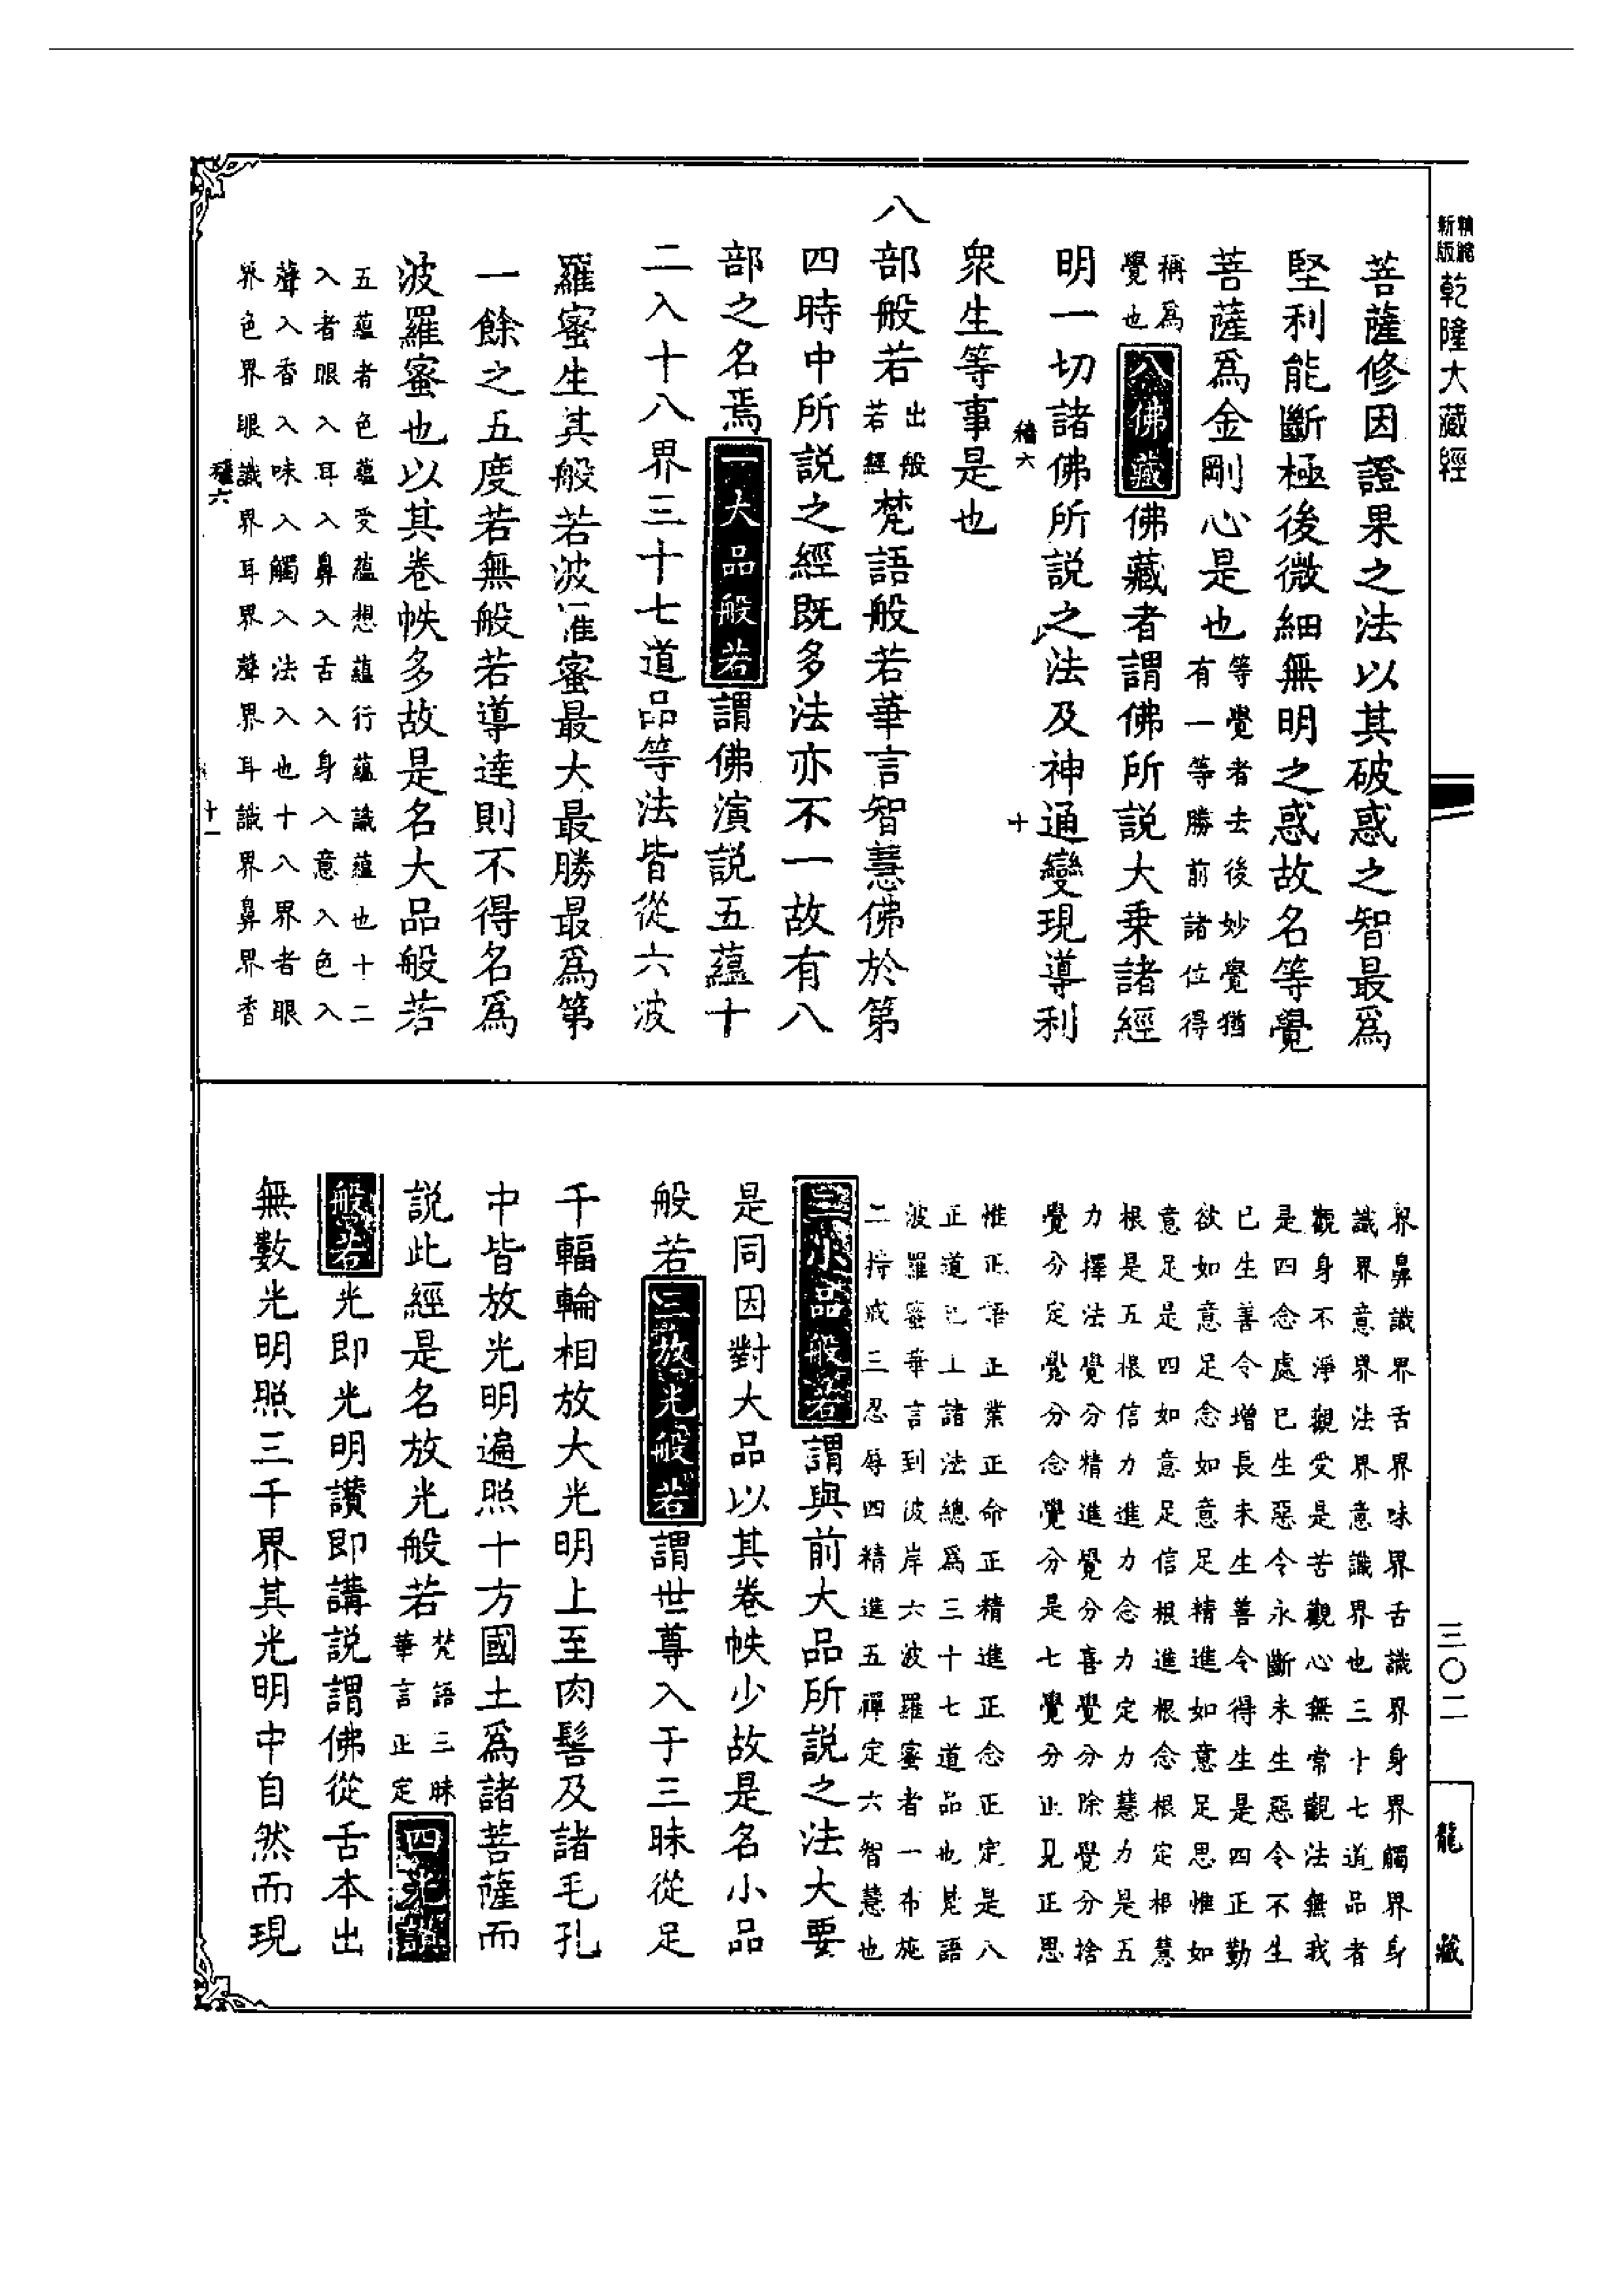 新版精縮乾隆大藏經
菩薩修因證果之法以其破惑之智最爲
堅利能斷極後微細無明之惑故名等覺
菩薩爲金剛心是也等覺者去後妙覺猶
有一等勝前諸位得
稱爲
覺也八佛藏佛藏者謂佛所說大乗諸經
明一切諸佛所說之法及神通變現導利
穡六 十
衆生等事是也
八部般若出般
若經梵語般若華言智慧佛於第
四時中所說之經既多法亦不一故有八
部之名焉一大品般若謂佛演說五蘊十
二入十八界三十七道品等法皆從六波
羅蜜生其般若波羅蜜最大最勝最爲第
一餘之五度若無般若導達則不得名爲
波羅蜜也以其卷帙多故是名大品般若
五蘊者色蘊受蘊想蘊行蘊識蘊也十二
入者眼入耳入鼻入舌入身入意入色入
聲入香入味入觸入法入也十八界者眼
界色界眼識界耳界聲界耳識界鼻界香
穡六 十一
界鼻識界舌界味界舌識界身界觸界身
識界意界法界意識界也三十七道品者
觀身不淨觀受是苦觀心無常觀法無我
是四念處已生惡令永斷未生惡令不生
已生善令增長未生善令得生是四正勤
欲如意足念如意足精進如意足思惟如
意足是四如意足信根進根念根定根慧
根是五根信力進力念力定力慧力是五
力擇法覺分精進覺分喜覺分除覺分捨
覺分定覺分念覺分是七覺分正見正思
惟正語正業正命正精進正念正定是八
正道已上諸法總爲三十七道品也梵語
波羅蜜華言到彼岸六波羅蜜者一布施
二持戒三忍辱四精進五禪定六智慧也
二小品般若謂與前大品所說之法大要
是同因對大品以其卷帙少故是名小品
般若三放光般若謂世尊入于三昧從足
千輻輪相放大光明上至肉髻及諸毛孔
中皆放光明遍照十方國土爲諸菩薩而
說此經是名放光般若梵語三昧
華言正定四光讚
般若光即光明讚即講說謂佛從舌本出
無數光明照三千界其光明中自然而現
三〇二
龍藏